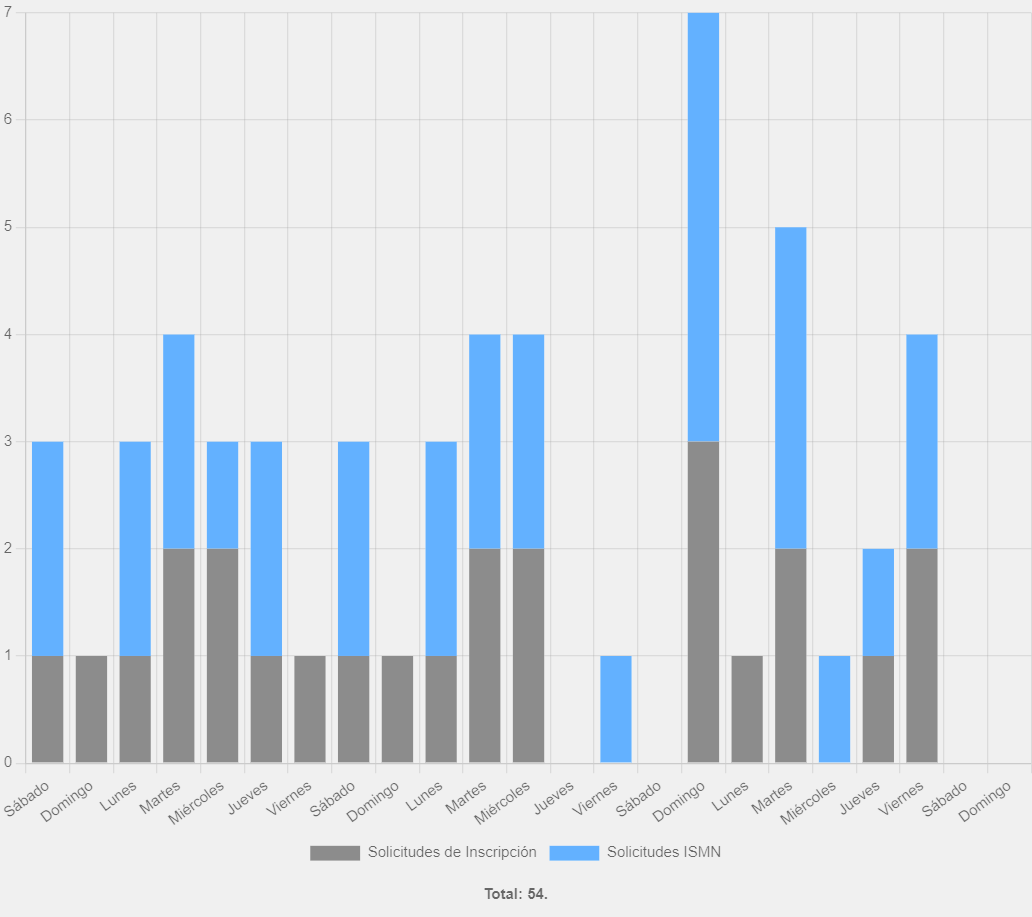 7
6
5
4
3
2
1
0
Sábado
Domingo
Lunes
Martes
Miércoles
Jueves
Viernes
Sábado
Domingo
Lunes
Martes
Miércoles
Jueves
Viernes
Sábado
Domingo
Lunes
Martes
Miércoles
Jueves
Viernes
Sábado
Domingo
Solicitudes de Inscripción Solicitudes ISMN
Total: 54.